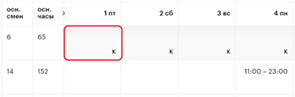 осн. смен осн. часы > 1 пт 2 сб 3 вс 4 пн
6 65 К К К К
14 152 11:00 – 23:00